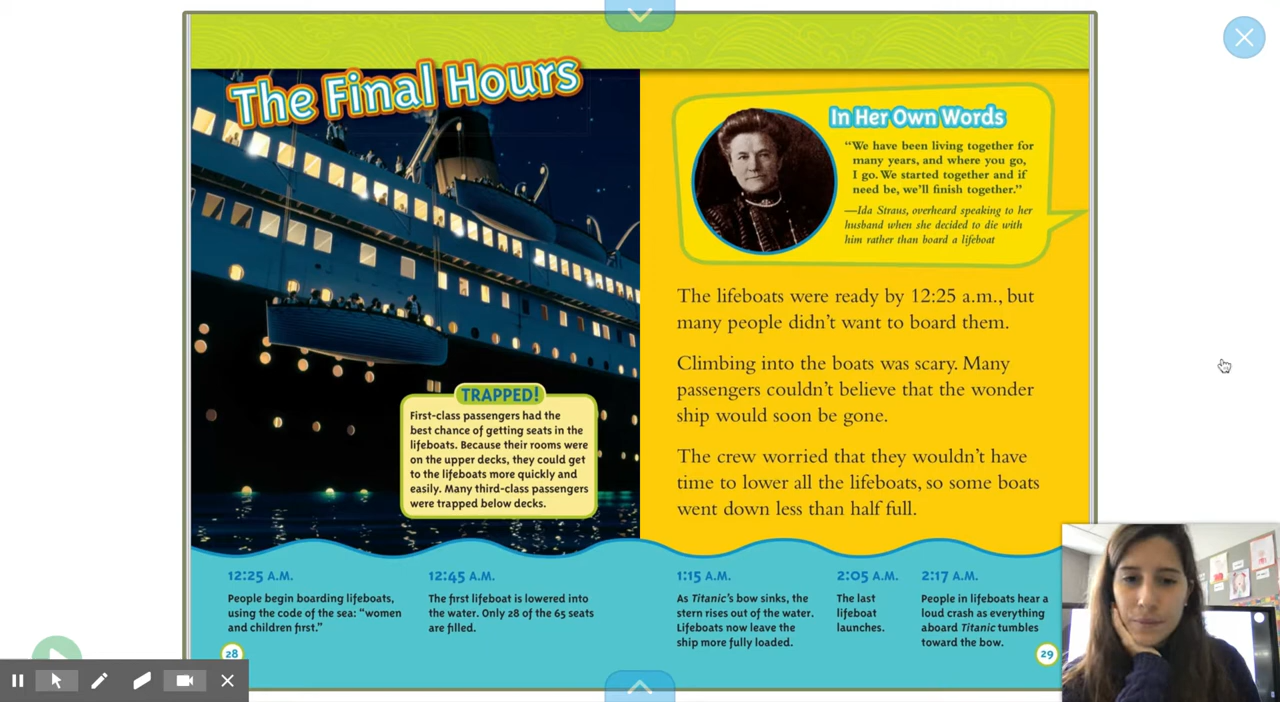 The Final Hours
TRAPPED!
First-class passengers had the
best chance of getting seats in the
lifeboats. Because their rooms were
on the upper decks, they could get
to the lifeboats more quickly and
easily. Many third-class passengers
were trapped below decks.
In Her Own Words
“We have been living together for
many years, and where you go,
I go. We started together and if
need be, we’ll finish together.”
—Ida Straus, overheard speaking to her
husband when she decided to die with
him rather than board a lifeboat
The lifeboats were ready by 12:25 a.m., but
many people didn’t want to board them.
Climbing into the boats was scary. Many
passengers couldn’t believe that the wonder
ship would soon be gone.
The crew worried that they wouldn’t have
time to lower all the lifeboats, so some boats
went down less than half full.
12:25 A.M.
People begin boarding lifeboats,
using the code of the sea: “women
and children first.”
12:45 A.M.
The first lifeboat is lowered into
the water. Only 28 of the 65 seats
are filled.
1:15 A.M.
As Titanic’s bow sinks, the
stern rises out of the water.
Lifeboats now leave the
ship more fully loaded.
2:05 A.M.
The last
lifeboat
launches.
2:17 A.M.
People in lifeboats hear a
loud crash as everything
aboard Titanic tumbles
toward the bow.
28
29